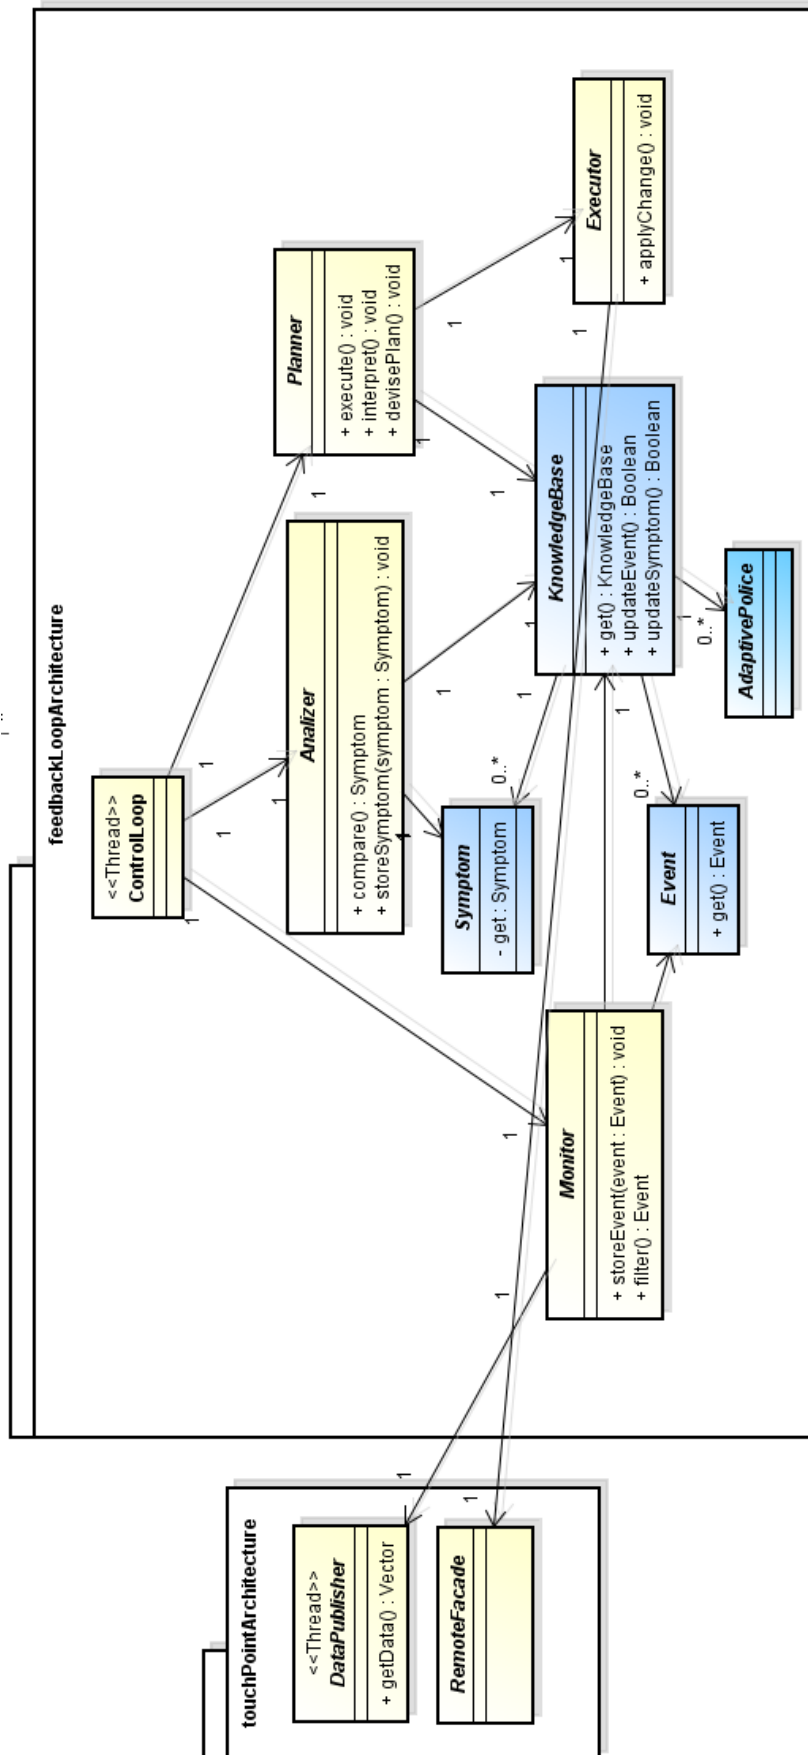 feedbackLoopArchitecture
<<Thread>>
ControlLoop
1
1
1
1
1
Planner
+ execute() : void
+ interpret() : void
+ devisePlan() : void
1
1
1
1
Executor
+ applyChange() : void
1
Analizer
+ compare() : Symptom
+ storeSymptom(symptom : Symptom) : void
1
1
1
KnowledgeBase
+ get() : KnowledgeBase
+ updateEvent() : Boolean
+ updateSymptom() : Boolean
1
1
1
0..*
0..*
0..*
AdaptivePolice
Symptom
- get : Symptom
Event
+ get() : Event
Monitor
+ storeEvent(event : Event) : void
+ filter() : Event
1
1
1
1
touchPointArchitecture
<<Thread>>
DataPublisher
+ getData() : Vector
RemoteFacade